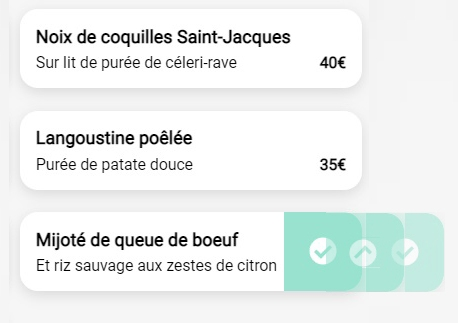 Noix de coquilles Saint-Jacques
Sur lit de purée de céleri-rave 40€
Langoustine poêlée
Purée de patate douce 35€
Mijoté de queue de boeuf
Et riz sauvage aux zestes de citron